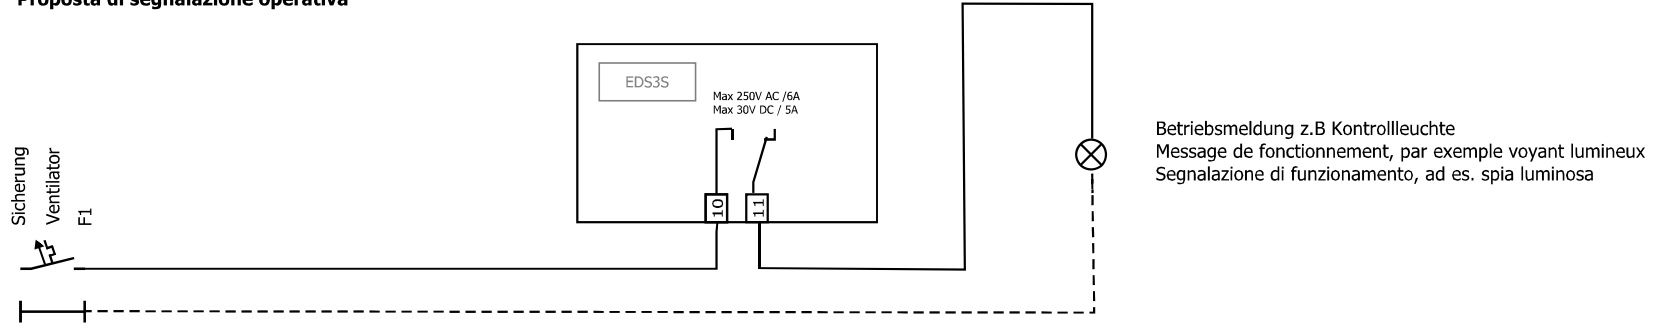 Proposta di segnalazione operativa
EDS3S
Max 250V AC /6A
Max 30V DC / 5A
10
11
Sicherung
Ventilator
F1
Betriebsmeldung z.B Kontrollleuchte
Message de fonctionnement, par exemple voyant lumineux
Segnalazione di funzionamento, ad es. spia luminosa